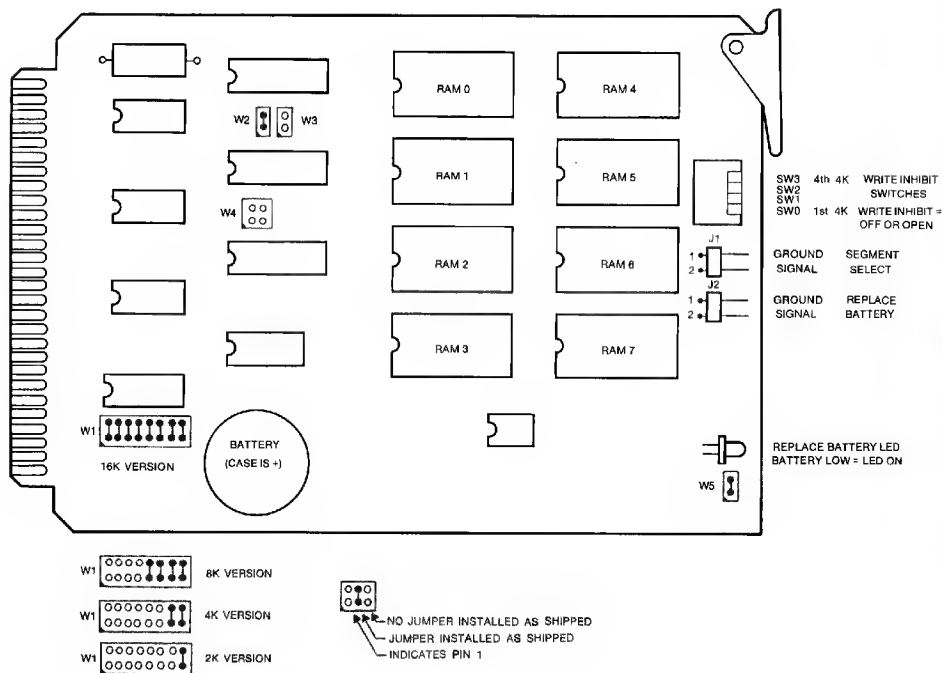 RAM 0
RAM 4
W2
W3
RAM 1
RAM 5
SW3 4th 4K WRITE INHIBIT
SW2 SWITCHES
SW1
SW0 1st 4K WRITE INHIBIT =
OFF OR OPEN
W4
J1
1 GROUND SEGMENT
2 SIGNAL SELECT
RAM 2
RAM 6
J2
1 GROUND REPLACE
2 SIGNAL BATTERY
RAM 3
RAM 7
W1
16K VERSION
BATTERY
(CASE IS +)
REPLACE BATTERY LED
BATTERY LOW = LED ON
W5
W1 8K VERSION
W1 4K VERSION
W1 2K VERSION
NO JUMPER INSTALLED AS SHIPPED
JUMPER INSTALLED AS SHIPPED
INDICATES PIN 1